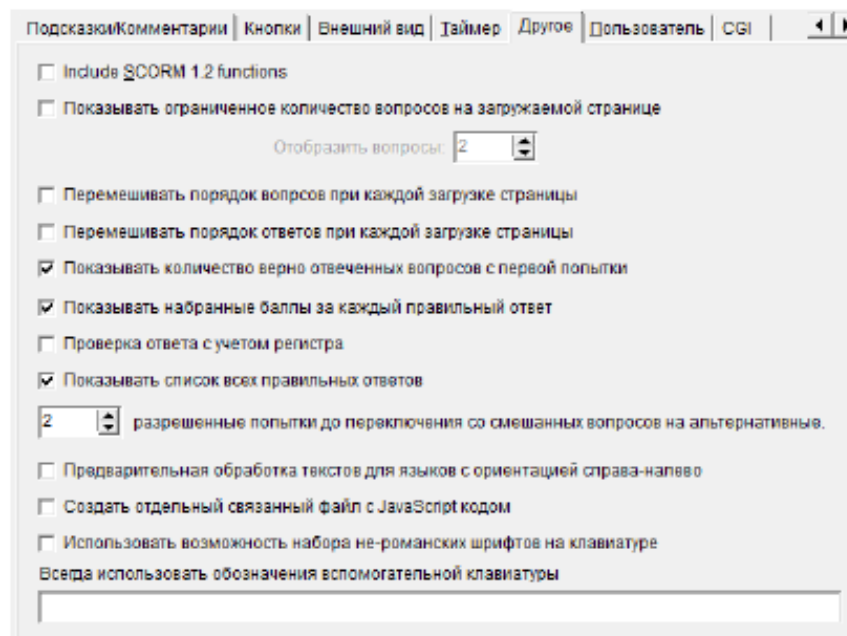 Подсказки/Комментарии Кнопки Внешний вид Таймер Другое Пользователь CGI
Include SCORM 1.2 functions
Показывать ограниченное количество вопросов на загружаемой странице
Отобразить вопросы: 2
Перемешивать порядок вопрсов при каждой загрузке страницы
Перемешивать порядок ответов при каждой загрузке страницы
Показывать количество верно отвеченных вопросов с первой попытки
Показывать набранные баллы за каждый правильный ответ
Проверка ответа с учетом регистра
Показывать список всех правильных ответов
2 разрешенные попытки до переключения со смешанных вопросов на альтернативные.
Предварительная обработка текстов для языков с ориентацией справа-налево
Создать отдельный связанный файл с JavaScript кодом
Использовать возможность набора не-романских шрифтов на клавиатуре
Всегда использовать обозначения вспомогательной клавиатуры